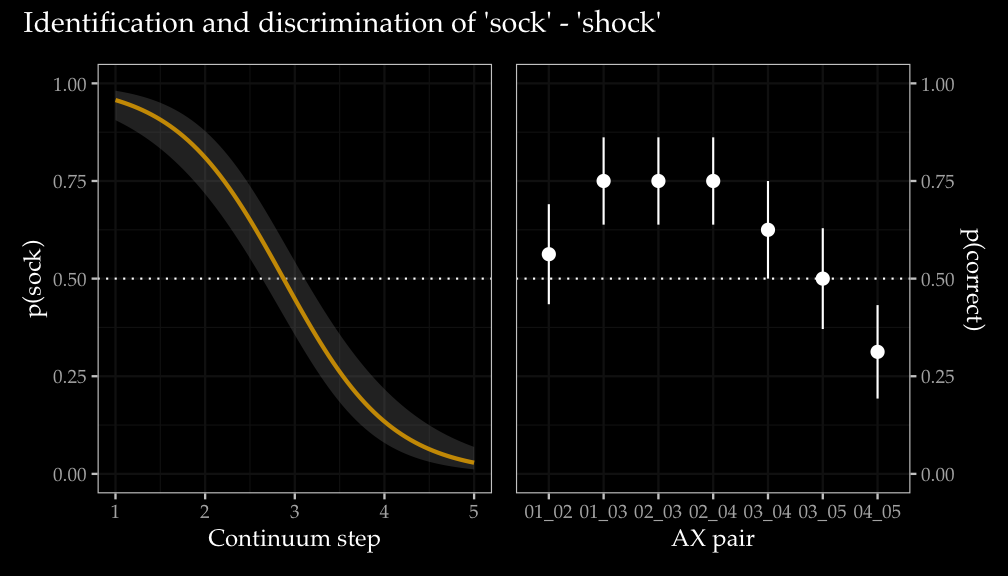 Identification and discrimination of 'sock' - 'shock'
p(sock)
1.00
0.75
0.50
0.25
0.00
1 2 3 4 5
Continuum step
01_02 01_03 02_03 02_04 03_04 03_05 04_05
AX pair
1.00
0.75
0.50
0.25
0.00
p(correct)